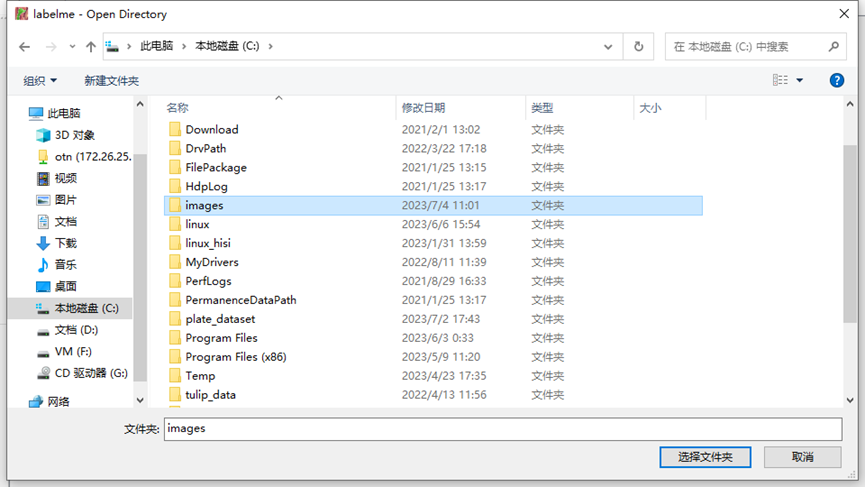 labelme - Open Directory
此电脑 › 本地磁盘 (C:) ›
在 本地磁盘 (C:) 中搜索
组织 新建文件夹
此电脑
3D 对象
otn (172.26.25.
视频
图片
文档
下载
音乐
桌面
本地磁盘 (C:)
文档 (D:)
VM (F:)
CD 驱动器 (G:)
网络
名称 修改日期 类型 大小
Download 2021/2/1 13:02 文件夹
DrvPath 2022/3/22 17:18 文件夹
FilePackage 2021/1/25 13:15 文件夹
HdpLog 2021/1/25 13:17 文件夹
images 2023/7/4 11:01 文件夹
linux 2023/6/6 15:54 文件夹
linux_hisi 2023/1/31 13:59 文件夹
MyDrivers 2022/8/11 11:39 文件夹
PerfLogs 2021/8/29 16:33 文件夹
PermanenceDataPath 2021/1/25 13:17 文件夹
plate_dataset 2023/7/2 17:43 文件夹
Program Files 2023/6/3 0:33 文件夹
Program Files (x86) 2023/5/9 11:20 文件夹
Temp 2023/4/23 17:35 文件夹
tulip_data 2022/4/13 11:56 文件夹
文件夹: images
选择文件夹 取消